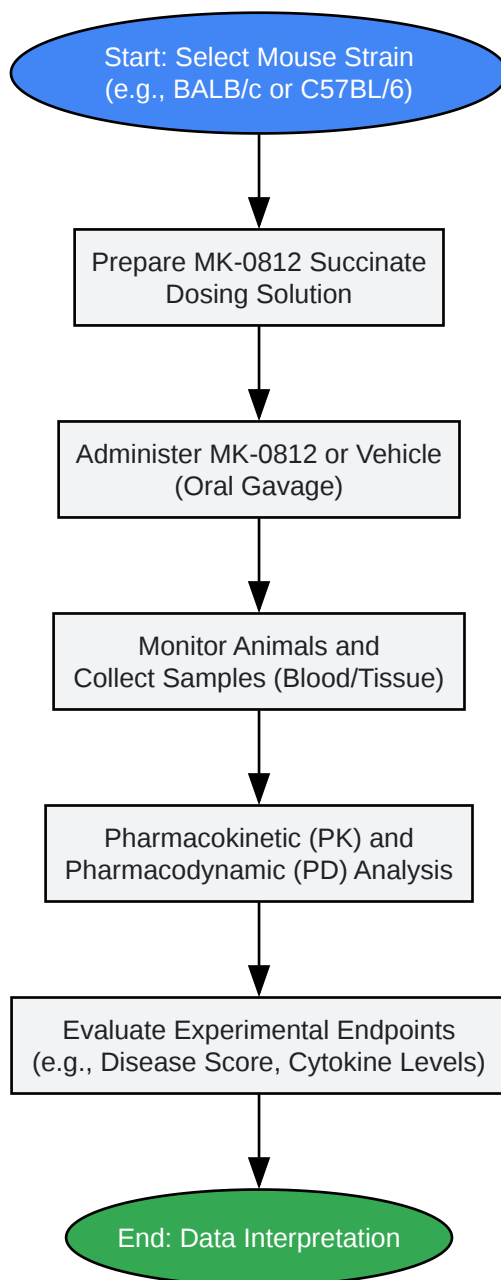 Start: Select Mouse Strain
(e.g., BALB/c or C57BL/6)
Prepare MK-0812 Succinate
Dosing Solution
Administer MK-0812 or Vehicle
(Oral Gavage)
Monitor Animals and
Collect Samples (Blood/Tissue)
Pharmacokinetic (PK) and
Pharmacodynamic (PD) Analysis
Evaluate Experimental Endpoints
(e.g., Disease Score, Cytokine Levels)
End: Data Interpretation